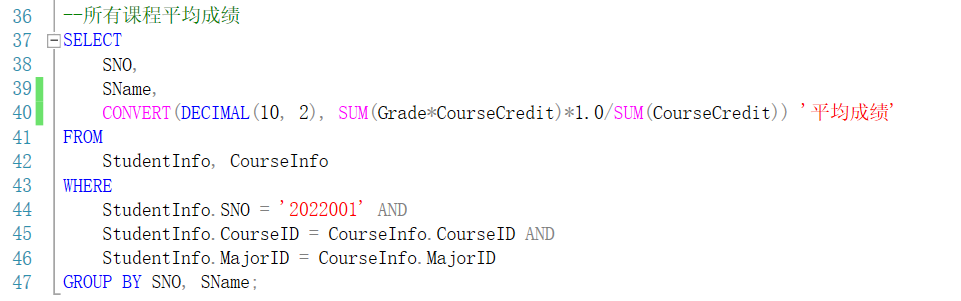 36 --所有课程平均成绩
37 SELECT
38 SNO,
39 SName,
40 CONVERT(DECIMAL(10, 2), SUM(Grade*CourseCredit)*1.0/SUM(CourseCredit)) '平均成绩'
41 FROM
42 StudentInfo, CourseInfo
43 WHERE
44 StudentInfo.SNO = '2022001' AND
45 StudentInfo.CourseID = CourseInfo.CourseID AND
46 StudentInfo.MajorID = CourseInfo.MajorID
47 GROUP BY SNO, SName;